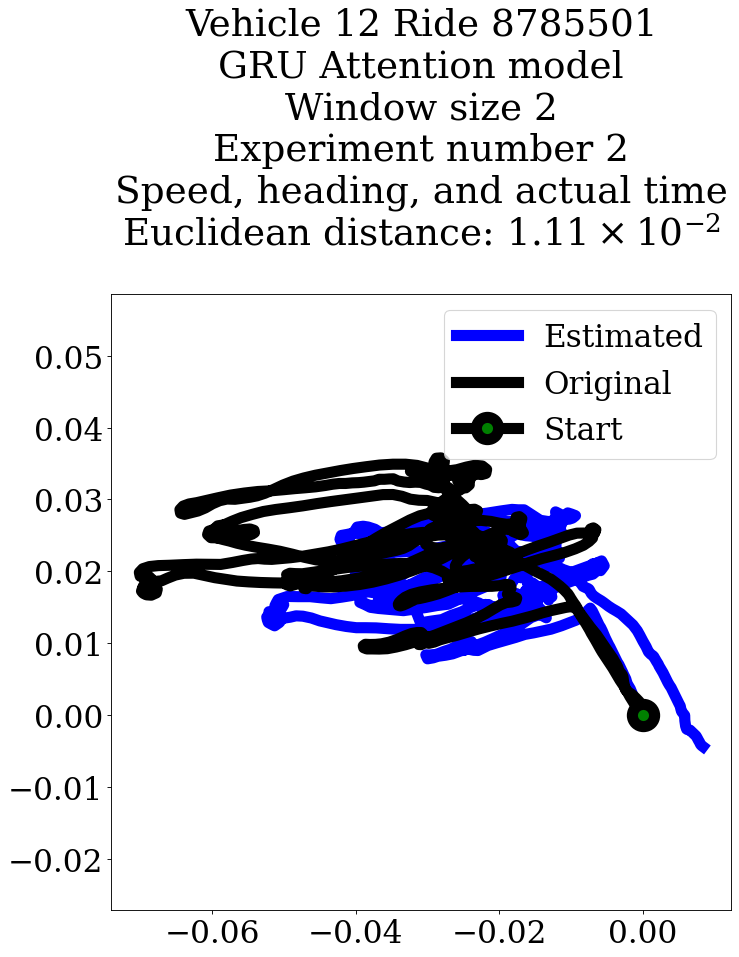 Vehicle 12 Ride 8785501
GRU Attention model
Window size 2
Experiment number 2
Speed, heading, and actual time
Euclidean distance: 1.11 × 10⁻²
Estimated
Original
Start
0.05
0.04
0.03
0.02
0.01
0.00
−0.01
−0.02
−0.06
−0.04
−0.02
0.00